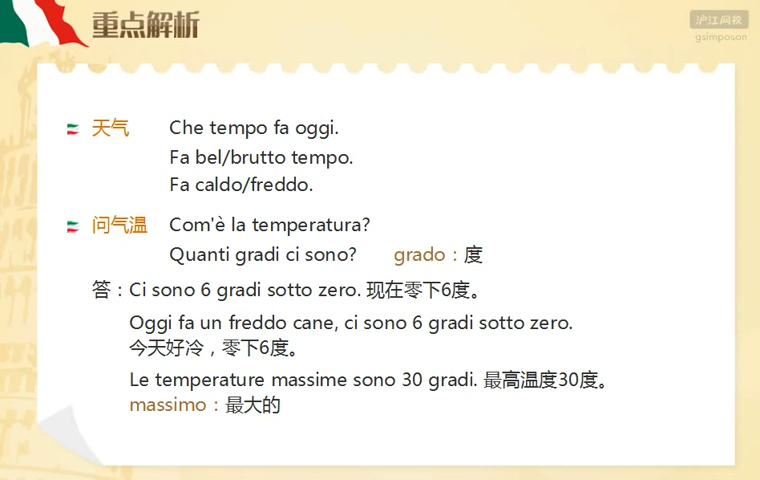 重点解析
沪江网校
gsimposon
天气 Che tempo fa oggi.
Fa bel/brutto tempo.
Fa caldo/freddo.
问气温 Com'è la temperatura?
Quanti gradi ci sono? grado：度
答：Ci sono 6 gradi sotto zero. 现在零下6度。
Oggi fa un freddo cane, ci sono 6 gradi sotto zero.
今天好冷，零下6度。
Le temperature massime sono 30 gradi. 最高温度30度。
massimo：最大的